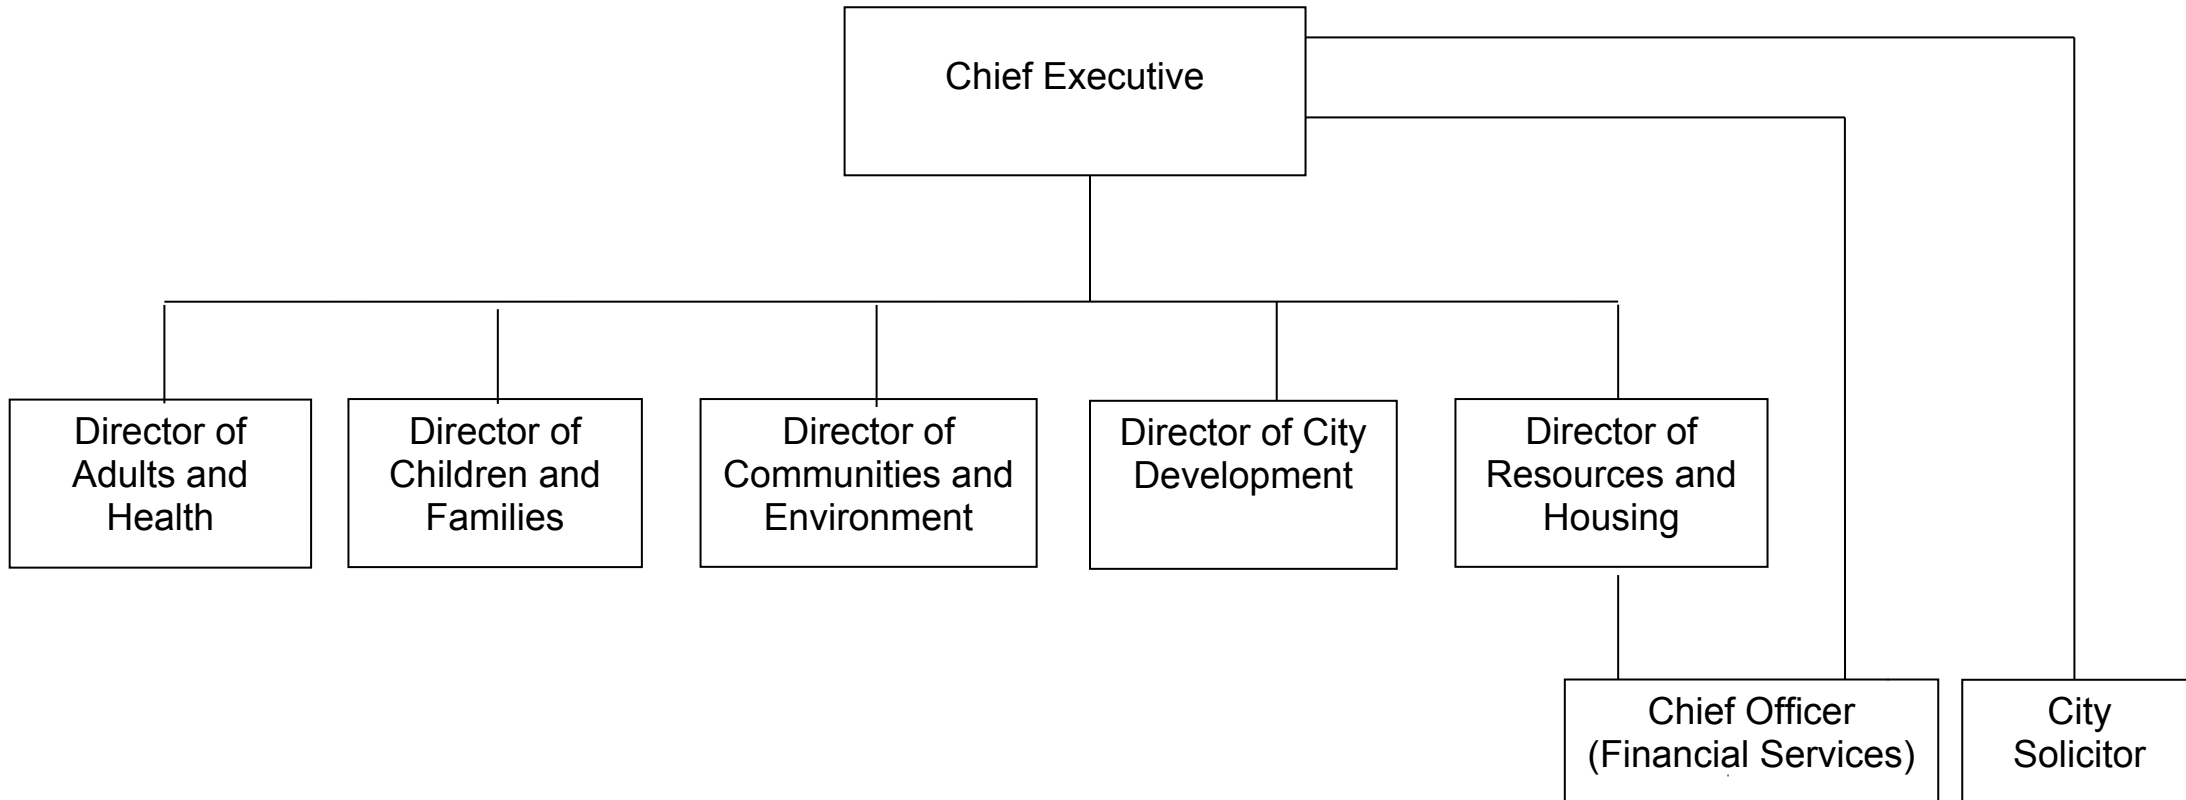 Chief Executive
Director of
Adults and
Health
Director of
Children and
Families
Director of
Communities and
Environment
Director of City
Development
Director of
Resources and
Housing
Chief Officer
(Financial Services)
City
Solicitor